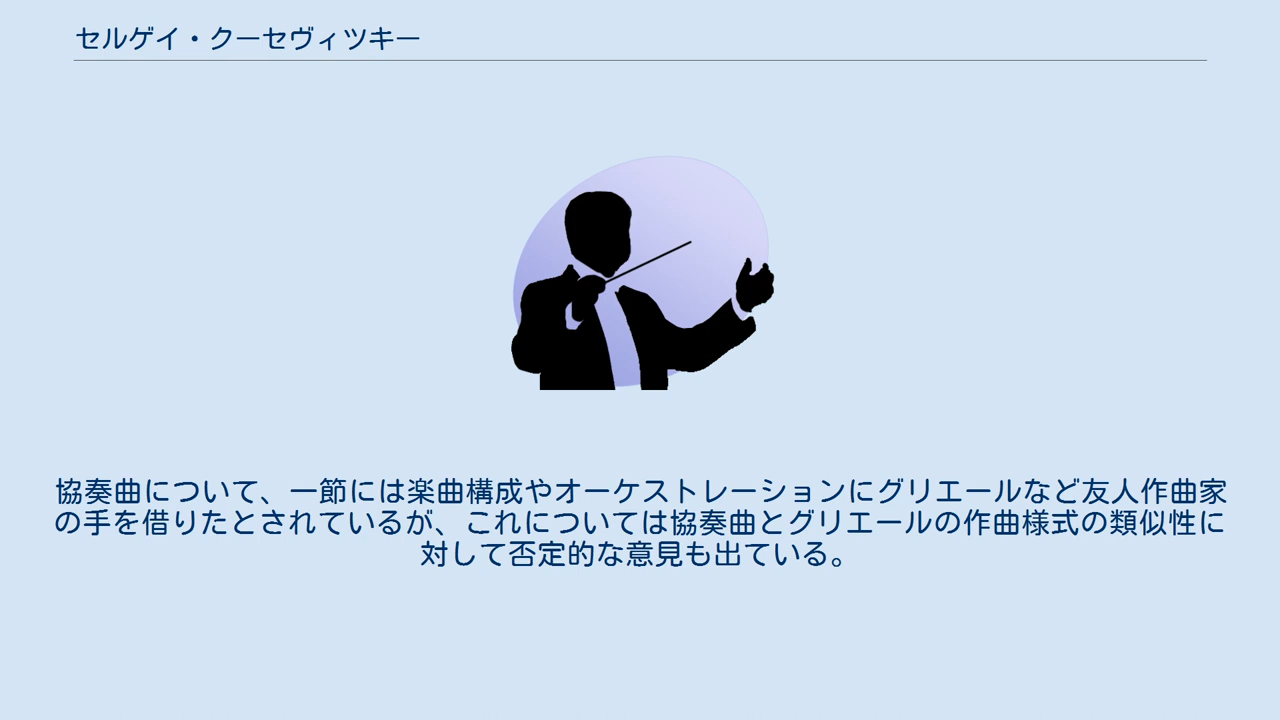 セルゲイ・クーセヴィツキー
協奏曲について、一節には楽曲構成やオーケストレーションにグリエールなど友人作曲家
の手を借りたとされているが、これについては協奏曲とグリエールの作曲様式の類似性に
対して否定的な意見も出ている。